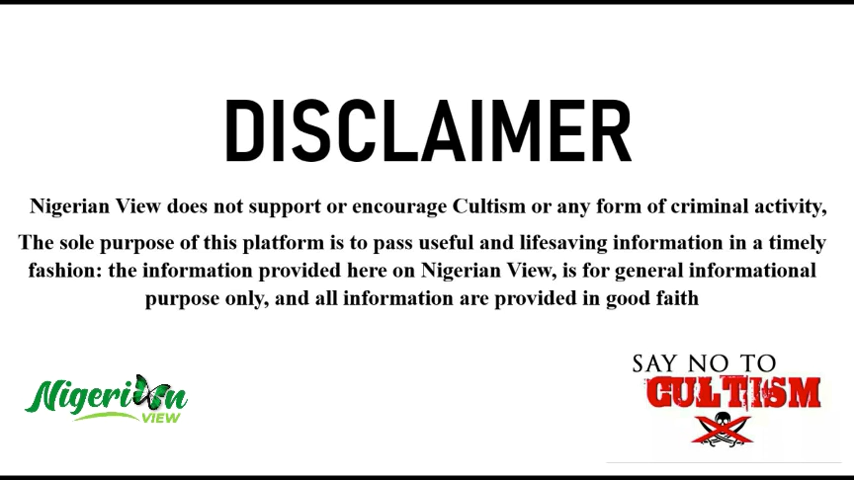 DISCLAIMER
Nigerian View does not support or encourage Cultism or any form of criminal activity,
The sole purpose of this platform is to pass useful and lifesaving information in a timely
fashion: the information provided here on Nigerian View, is for general informational
purpose only, and all information are provided in good faith
Nigerian
VIEW
SAY NO TO
CULTISM